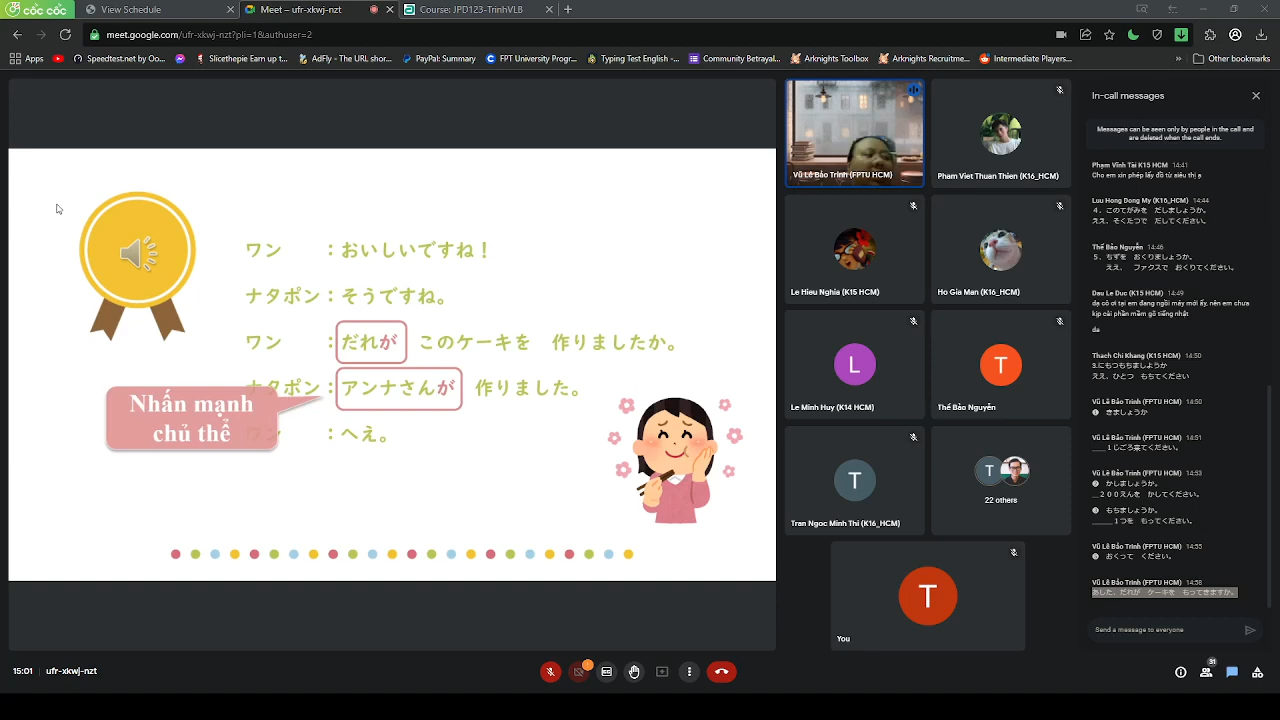 cốc cốc
View Schedule
Meet – ufr-xkwj-nzt
Course: JPD123-TrinhVLB
meet.google.com/ufr-xkwj-nzt?pli=1&authuser=2
Apps
Speedtest.net by Oo...
Slicethepie Earn up t...
AdFly - The URL shor...
PayPal: Summary
FPT University Progr...
Typing Test English -...
Community Betrayal...
Arknights Toolbox
Arknights Recruitme...
Intermediate Players...
Other bookmarks
ワン :おいしいですね!
ナタポン:そうですね。
ワン :だれが このケーキを 作りましたか。
ナタポン:アンナさんが 作りました。
:へえ。
Nhấn mạnh
chủ thể
Vũ Lê Bảo Trinh (FPTU HCM)
Pham Viet Thuan Thien (K16_HCM)
Le Hieu Nghia (K15 HCM)
Ho Gia Man (K16_HCM)
L
Le Minh Huy (K14 HCM)
T
Thế Bảo Nguyễn
T
Tran Ngoc Minh Thi (K16_HCM)
T
22 others
T
You
In-call messages
Messages can be seen only by people in the call and
are deleted when the call ends.
Phạm Vĩnh Tài K15 HCM 14:41
Cho em xin phép lấy đồ từ siêu thị ạ
Luu Hong Dong My (K16_HCM) 14:44
4．このてがみを だしましょうか。
ええ、そくたつで だしてください。
Thế Bảo Nguyễn 14:46
5．ちずを おくりましょうか。
ええ、 ファクスで おくりてください。
Dau Le Duc (K15 HCM) 14:49
dạ cô ơi tại em đang ngồi máy mới ấy, nên em chưa
kịp cài phần mềm gõ tiếng nhật
da
Thach Chi Khang (K15 HCM) 14:50
3.にもつもちましょうか
ええ、ひとつ もちてください
Vũ Lê Bảo Trinh (FPTU HCM) 14:50
❶ きましょうか
Vũ Lê Bảo Trinh (FPTU HCM) 14:51
____１じごろ来てください。
Vũ Lê Bảo Trinh (FPTU HCM) 14:53
❷ かしましょうか。
__２００えんを かしてください。
❸ もちましょうか。
______１つを もってください。
Vũ Lê Bảo Trinh (FPTU HCM) 14:55
❺ おくって ください。
Vũ Lê Bảo Trinh (FPTU HCM) 14:58
あした、だれが ケーキを もってきますか。
Send a message to everyone
15:01 | ufr-xkwj-nzt
31